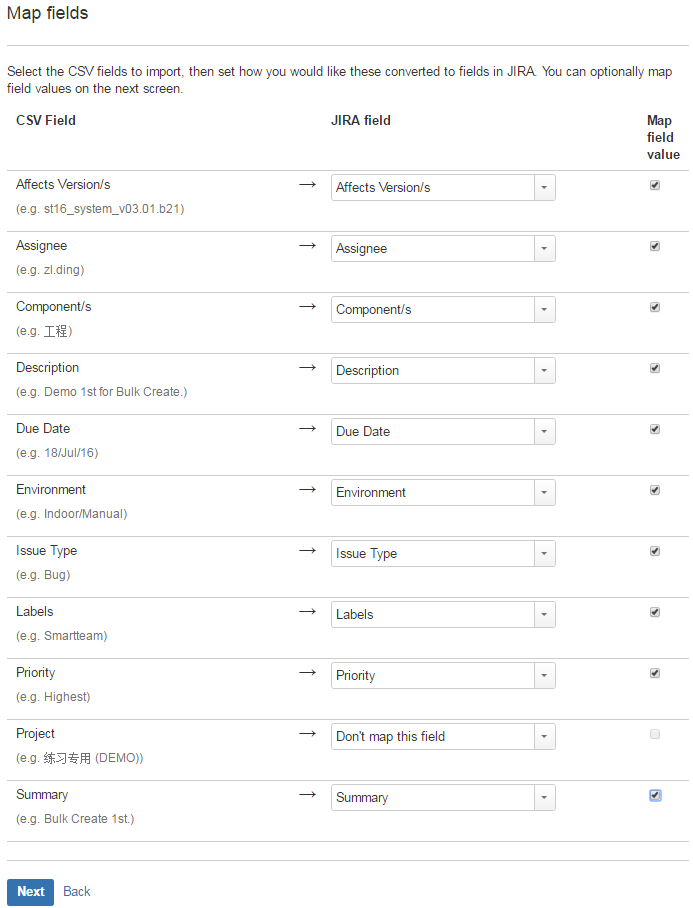 Map fields
Select the CSV fields to import, then set how you would like these converted to fields in JIRA. You can optionally map
field values on the next screen.
CSV Field
JIRA field
Map
field
value
Affects Version/s → Affects Version/s
(e.g. st16_system_v03.01.b21)
Assignee → Assignee
(e.g. zl.ding)
Component/s → Component/s
(e.g. 工程)
Description → Description
(e.g. Demo 1st for Bulk Create.)
Due Date → Due Date
(e.g. 18/Jul/16)
Environment → Environment
(e.g. Indoor/Manual)
Issue Type → Issue Type
(e.g. Bug)
Labels → Labels
(e.g. Smartteam)
Priority → Priority
(e.g. Highest)
Project → Don't map this field
(e.g. 练习专用 (DEMO))
Summary → Summary
(e.g. Bulk Create 1st.)
Next Back